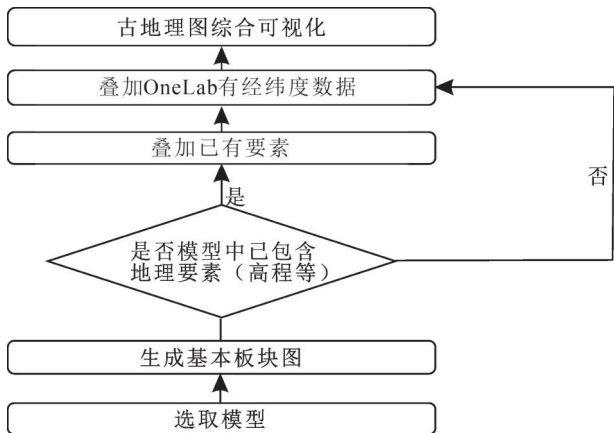 古地理图综合可视化
叠加OneLab有经纬度数据
叠加已有要素
是
否
是否模型中已包含
地理要素（高程等）
生成基本板块图
选取模型